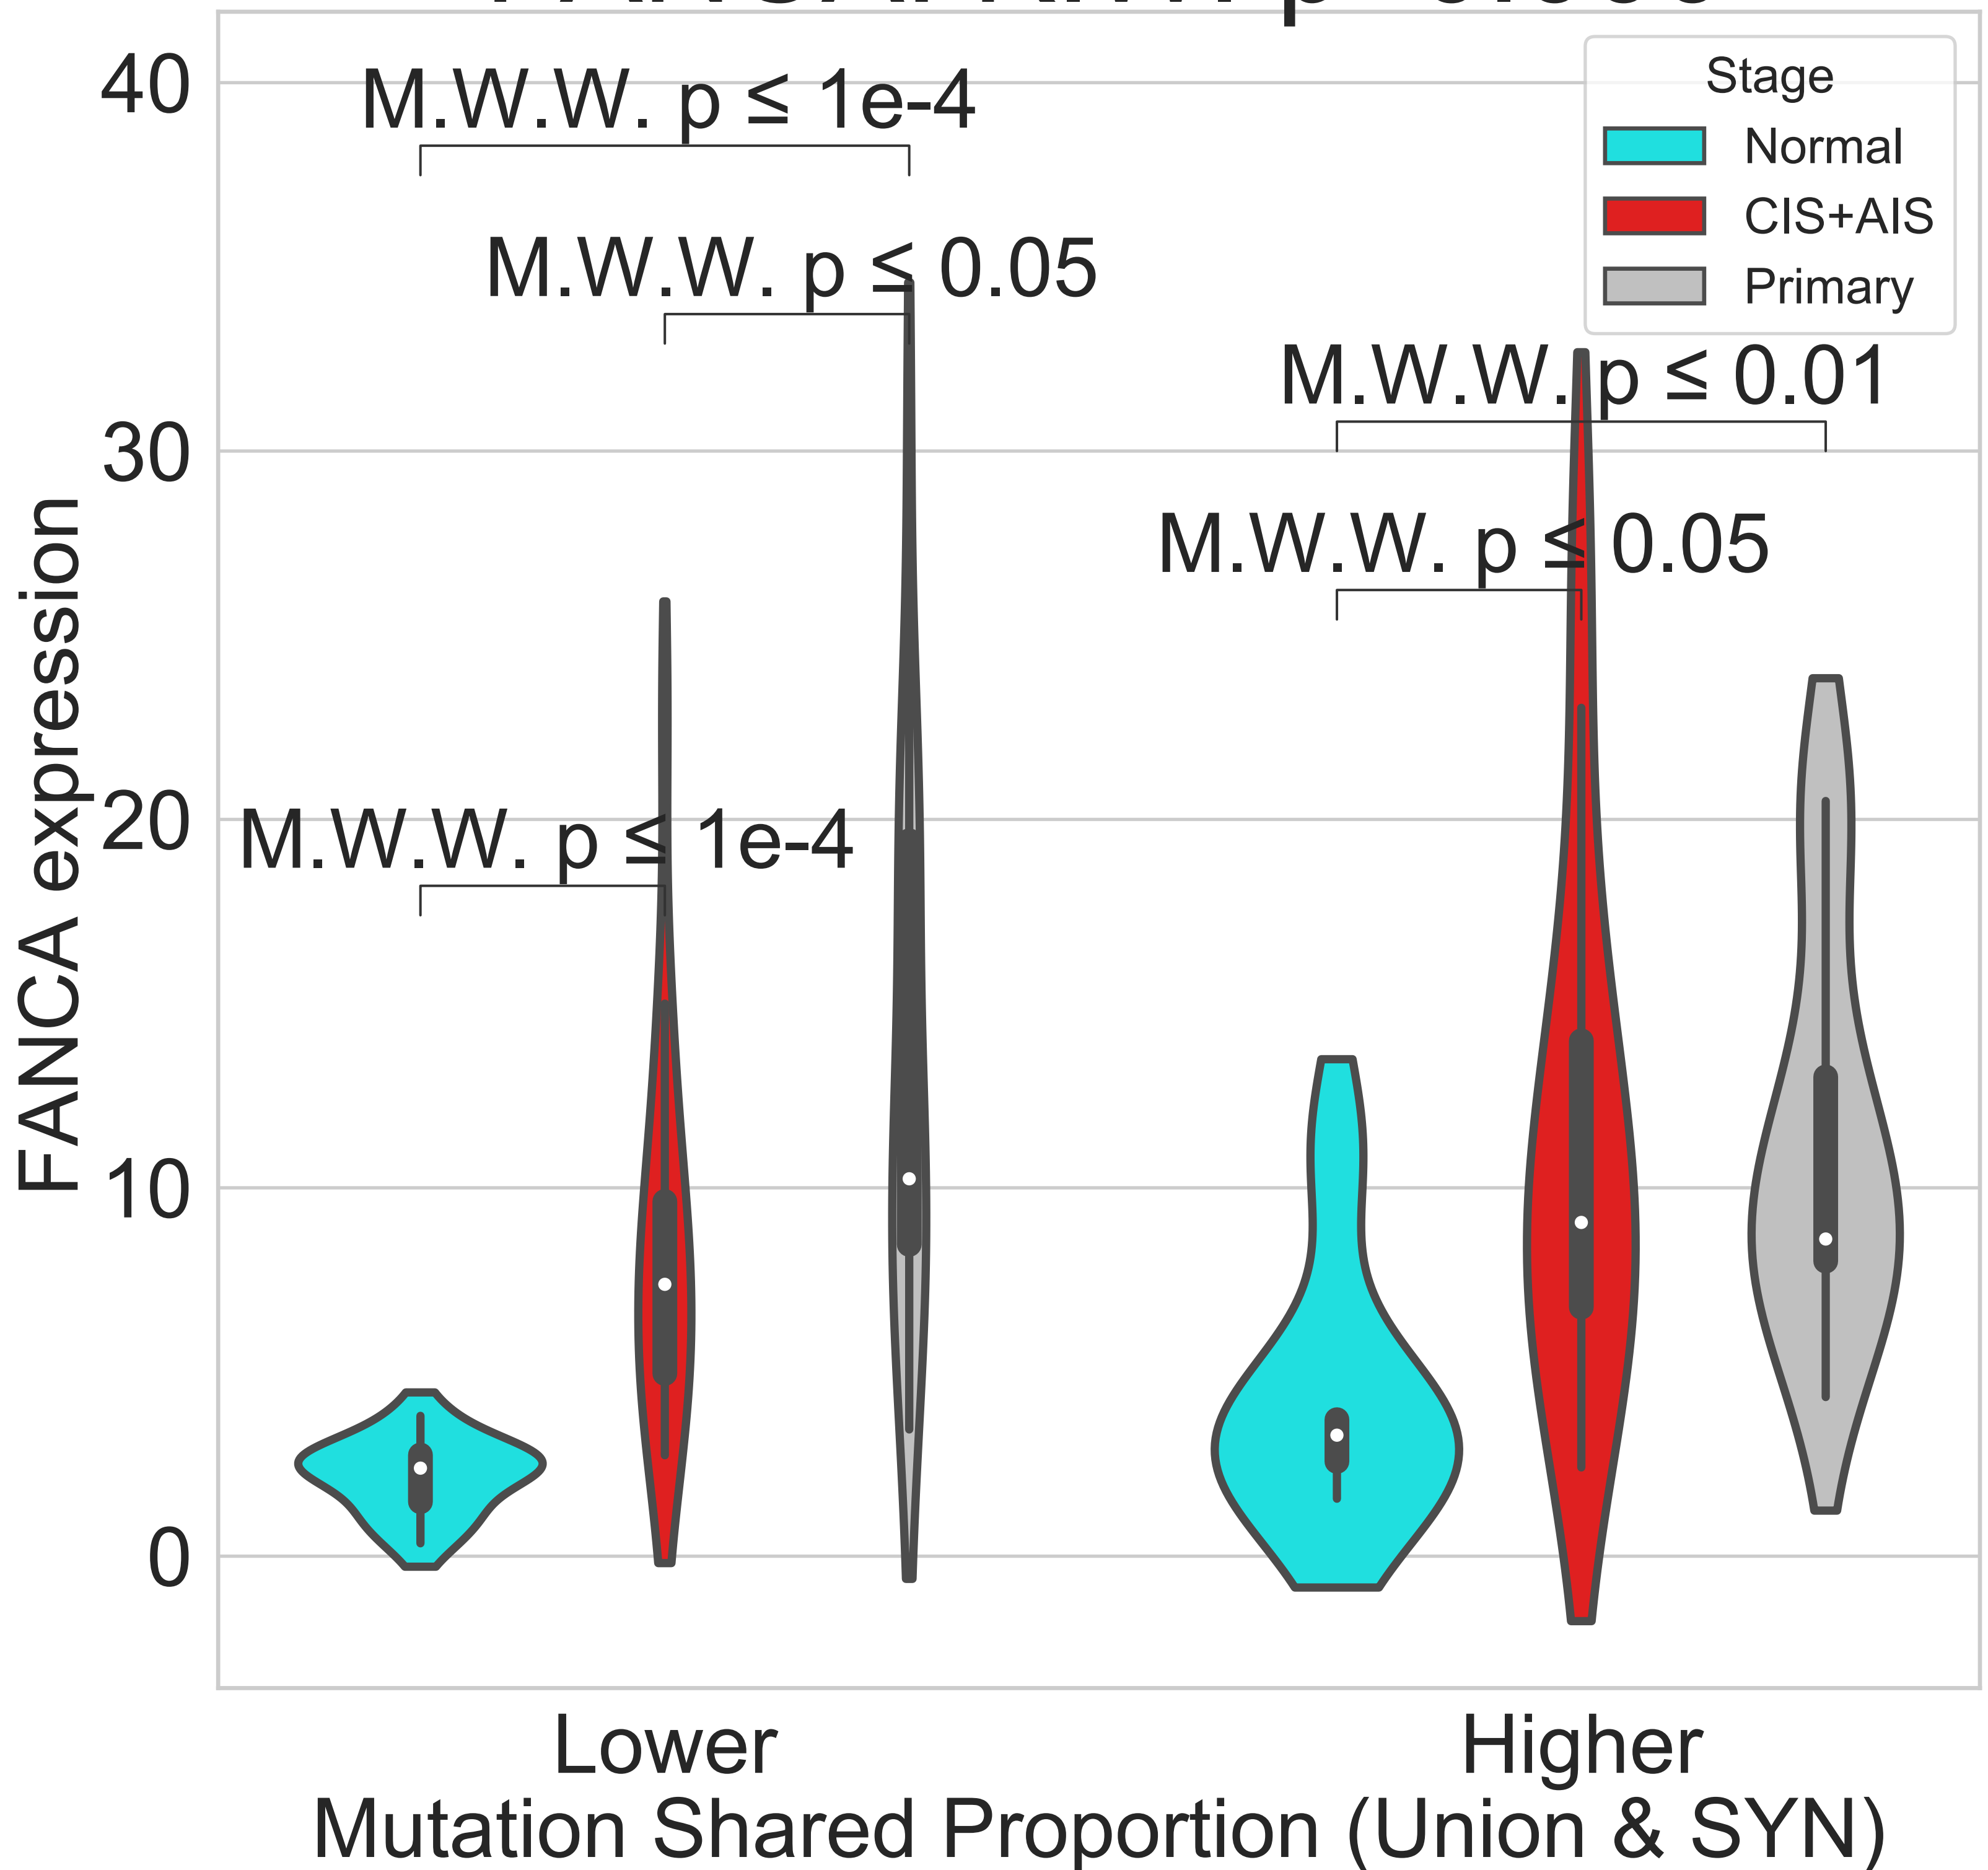 40
30
20
10
0
FANCA expression
M.W.W. p ≤ 1e-4
M.W.W. p ≤ 0.05
M.W.W. p ≤ 1e-4
M.W.W. p ≤ 0.01
M.W.W. p ≤ 0.05
Stage
Normal
CIS+AIS
Primary
Lower
Higher
Mutation Shared Proportion (Union & SYN)